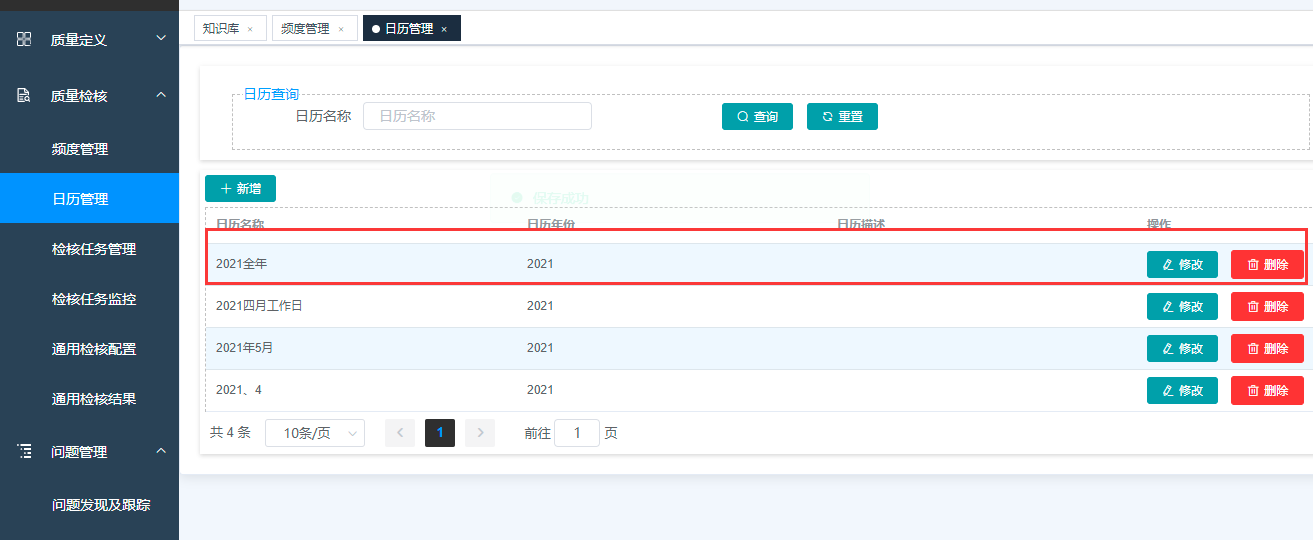 质量定义
质量检核
频度管理
日历管理
检核任务管理
检核任务监控
通用检核配置
通用检核结果
问题管理
问题发现及跟踪
知识库 × 频度管理 × 日历管理 ×
日历查询
日历名称 日历名称 查询 重置
新增
保存成功
日历名称 日历年份 日历描述 操作
2021全年 2021 修改 删除
2021四月工作日 2021 修改 删除
2021年5月 2021 修改 删除
2021、4 2021 修改 删除
共 4 条 10条/页 1 前往 1 页